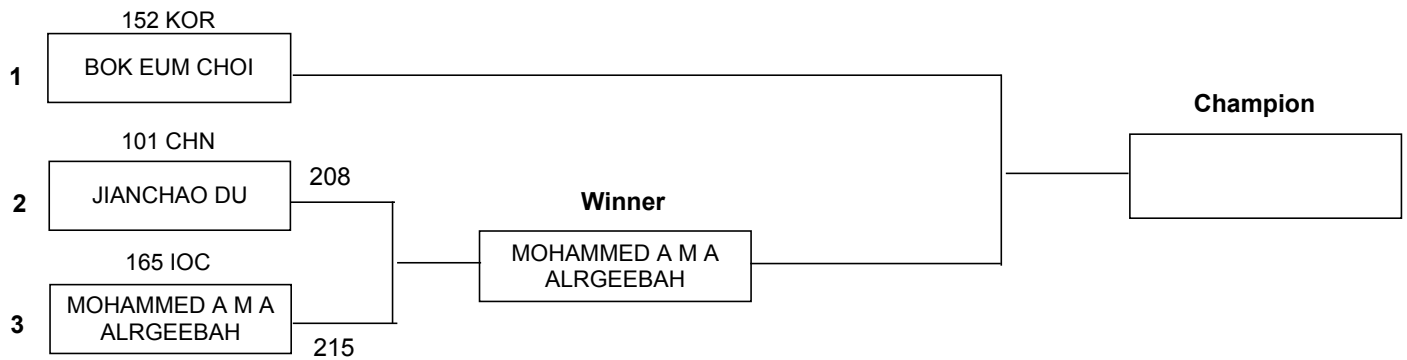 152 KOR
1
BOK EUM CHOI
Champion
101 CHN
2
JIANCHAO DU
208
Winner
MOHAMMED A M A
ALRGEEBAH
165 IOC
3
MOHAMMED A M A
ALRGEEBAH
215